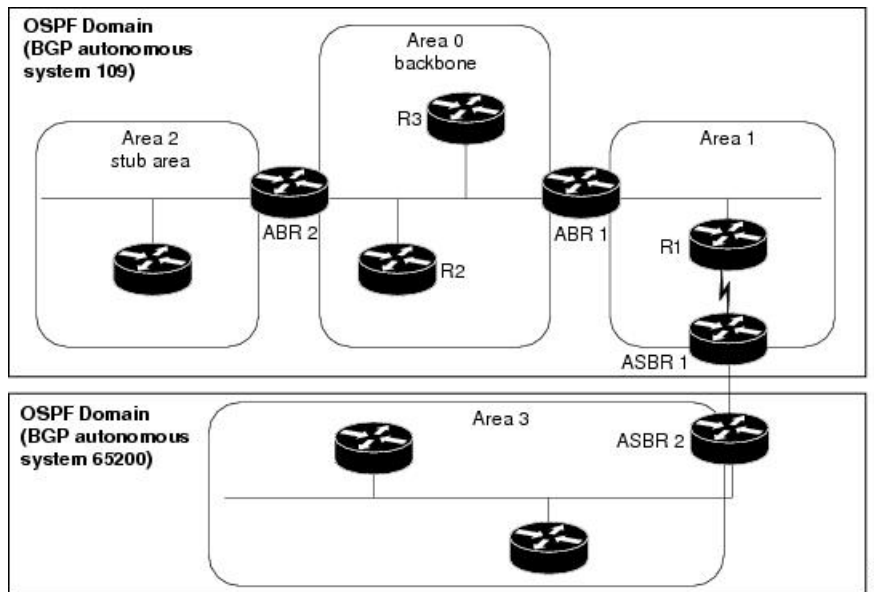 OSPF Domain
(BGP autonomous
system 109)
Area 0
backbone
R3
Area 2
stub area
Area 1
ABR 2
ABR 1
R1
R2
ASBR 1
OSPF Domain
(BGP autonomous
system 65200)
Area 3
ASBR 2